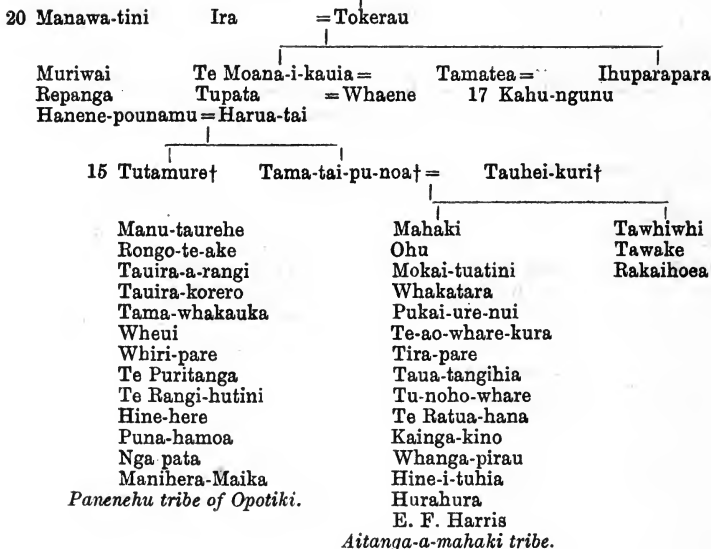 20 Manawa-tini Ira =Tokerau
Muriwai Te Moana-i-kauia= Tamatea= Ihuparapara
Repanga Tupata =Whaene 17 Kahu-ngunu
Hanene-pounamu=Harua-tai
15 Tutamure† Tama-tai-pu-noa†= Tauhei-kuri†
Manu-taurehe Mahaki Tawhiwhi
Rongo-te-ake Ohu Tawake
Tauira-a-rangi Mokai-tuatini Rakaihoea
Tauira-korero Whakatara
Tama-whakauka Pukai-ure-nui
Wheui Te-ao-whare-kura
Whiri-pare Tira-pare
Te Puritanga Taua-tangihia
Te Rangi-hutini Tu-noho-whare
Hine-here Te Ratua-hana
Puna-hamoa Kainga-kino
Nga pata Whanga-pirau
Manihera-Maika Hine-i-tuhia
Panenehu tribe of Opotiki. Hurahura
E. F. Harris
Aitanga-a-mahaki tribe.